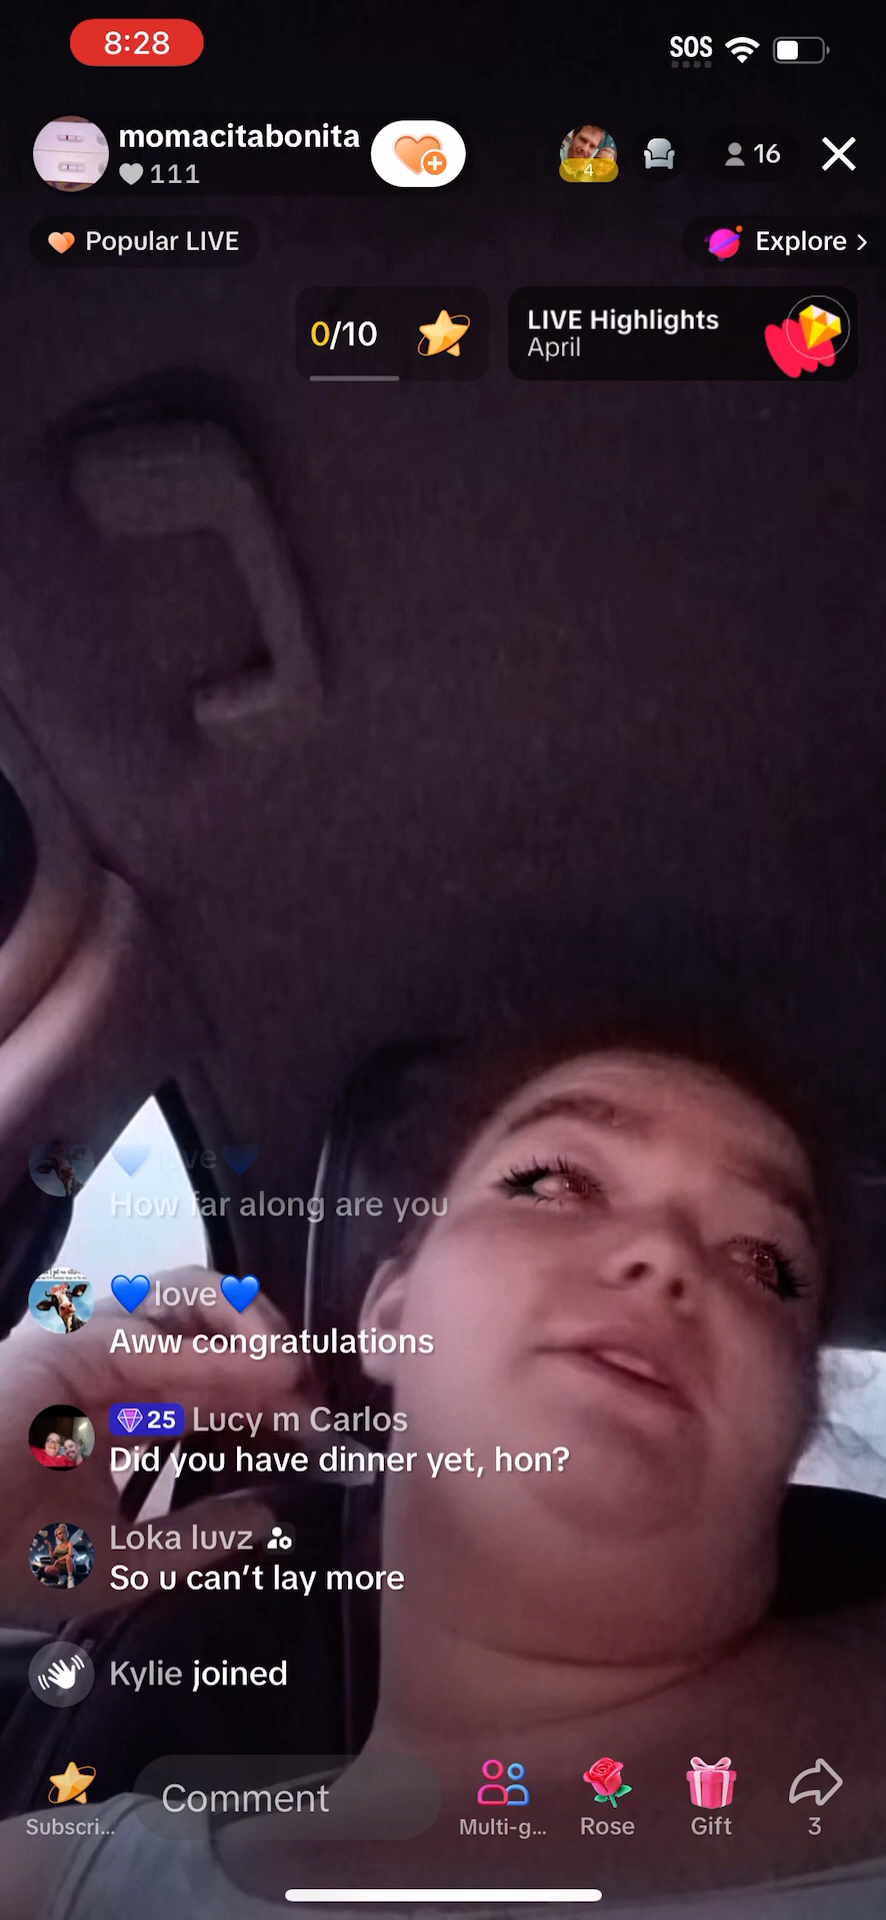 8:28
SOS
momacitabonita
111
4
16
Popular LIVE
Explore >
0/10
LIVE Highlights
April
💙love💙
How far along are you
💙love💙
Aww congratulations
25 Lucy m Carlos
Did you have dinner yet, hon?
Loka luvz
So u can’t lay more
Kylie joined
Subscri...
Comment
Multi-g...
Rose
Gift
3